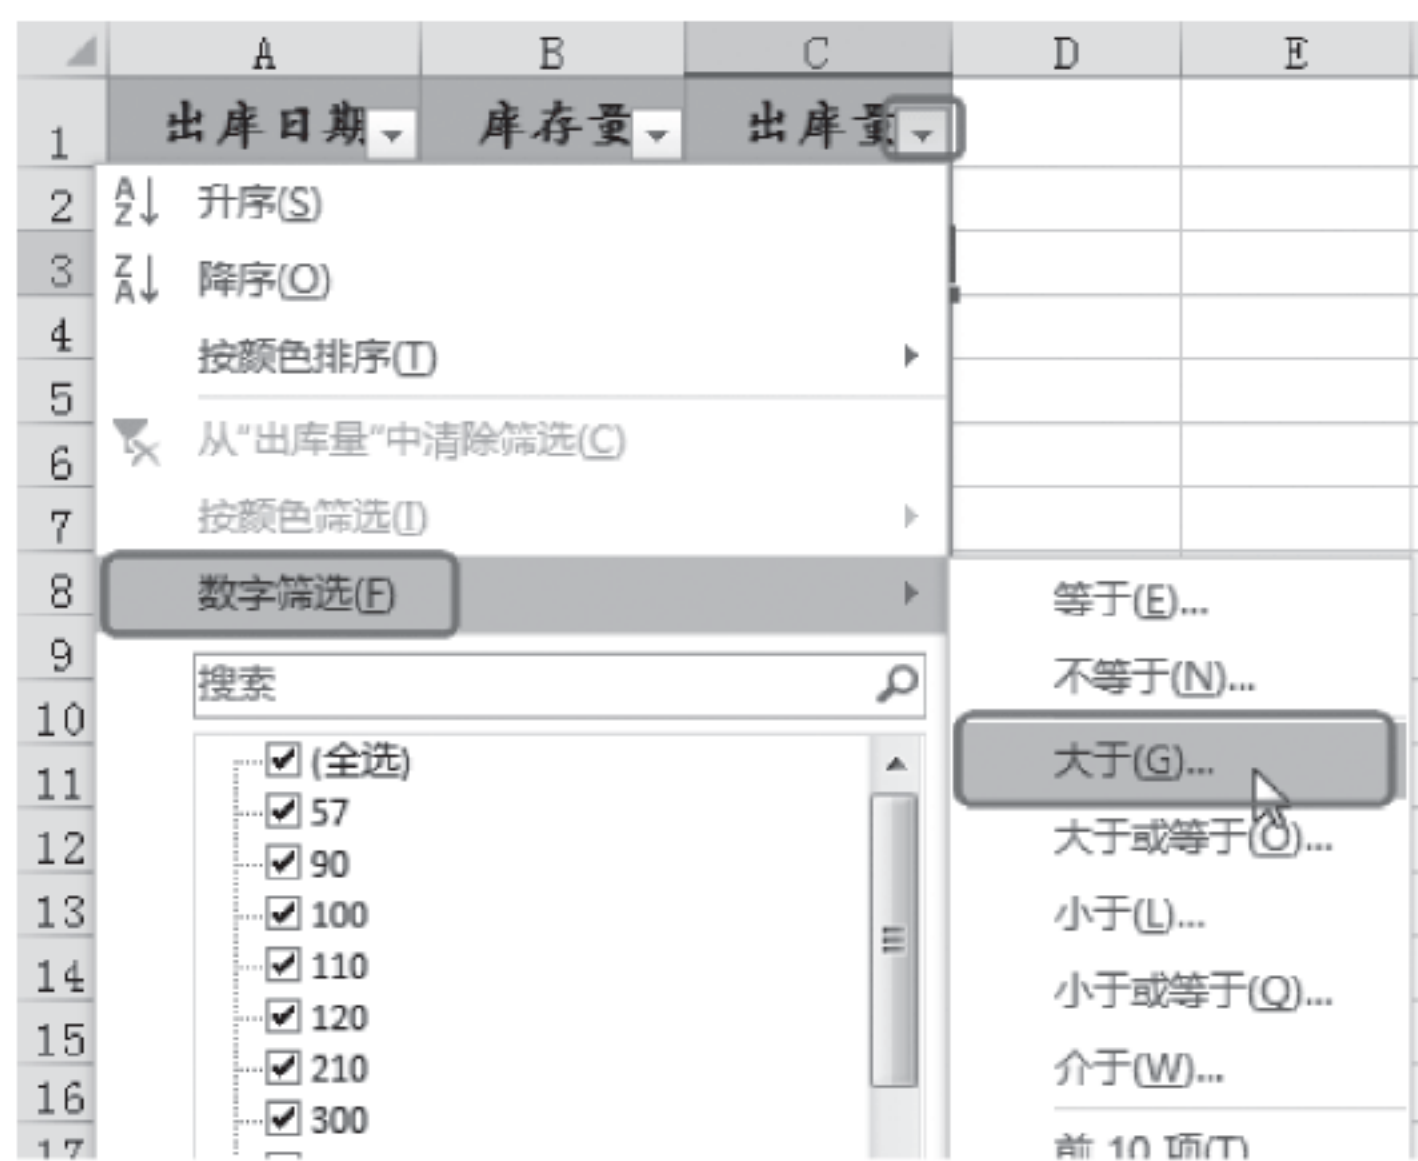 A B C D E
1 出库日期 库存量 出库量
2 升序(S)
3 降序(O)
4 按颜色排序(T)
5
6 从“出库量”中清除筛选(C)
7 按颜色筛选(I)
8 数字筛选(F) 等于(E)...
9 搜索 不等于(N)...
10
11 (全选) 大于(G)...
57
12 90 大于或等于(O)...
13 100 小于(L)...
14 110 小于或等于(Q)...
15 120
16 210 介于(W)...
17 300 前 10 项(T)